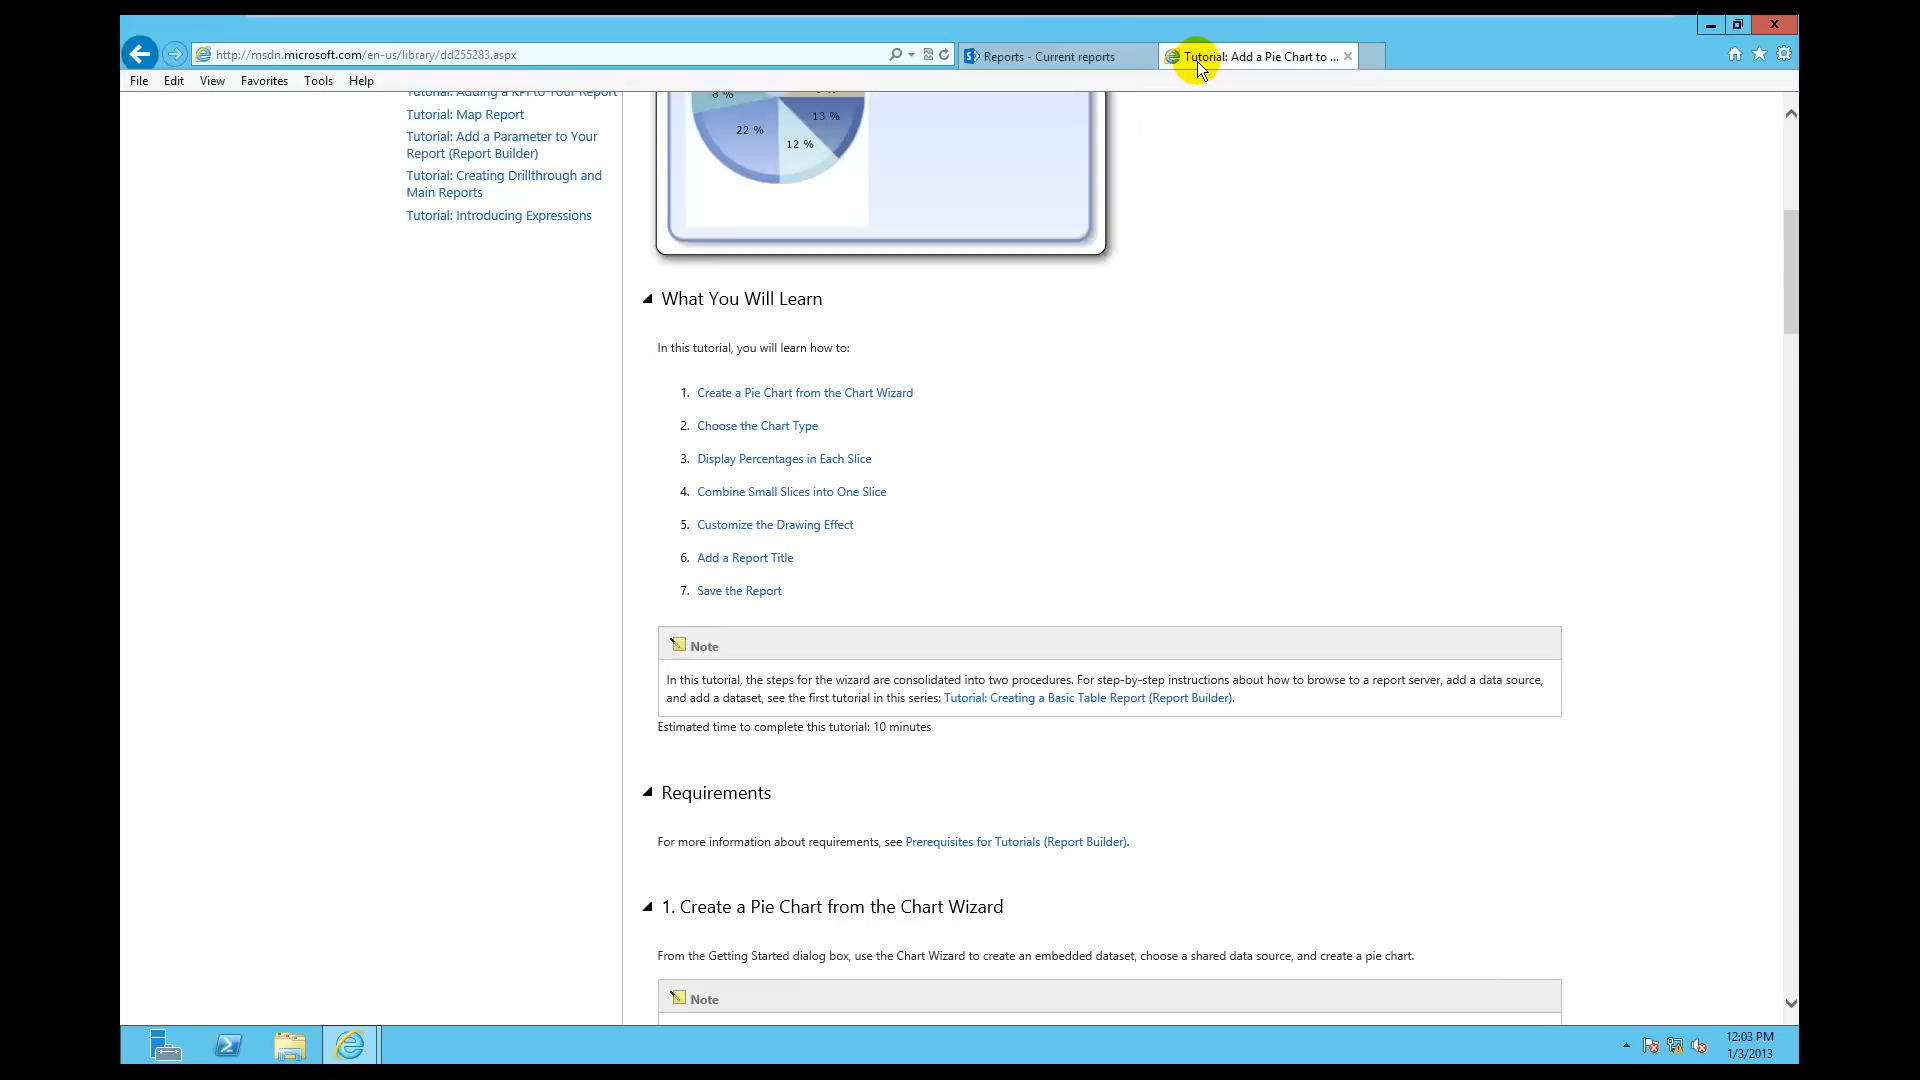 http://msdn.microsoft.com/en-us/library/dd255283.aspx
Reports - Current reports
Tutorial: Add a Pie Chart to ...
File Edit View Favorites Tools Help
Tutorial: Adding a KPI to Your Report
Tutorial: Map Report
Tutorial: Add a Parameter to Your
Report (Report Builder)
Tutorial: Creating Drillthrough and
Main Reports
Tutorial: Introducing Expressions
8 %
13 %
22 %
12 %
What You Will Learn
In this tutorial, you will learn how to:
1. Create a Pie Chart from the Chart Wizard
2. Choose the Chart Type
3. Display Percentages in Each Slice
4. Combine Small Slices into One Slice
5. Customize the Drawing Effect
6. Add a Report Title
7. Save the Report
Note
In this tutorial, the steps for the wizard are consolidated into two procedures. For step-by-step instructions about how to browse to a report server, add a data source,
and add a dataset, see the first tutorial in this series: Tutorial: Creating a Basic Table Report (Report Builder).
Estimated time to complete this tutorial: 10 minutes
Requirements
For more information about requirements, see Prerequisites for Tutorials (Report Builder).
1. Create a Pie Chart from the Chart Wizard
From the Getting Started dialog box, use the Chart Wizard to create an embedded dataset, choose a shared data source, and create a pie chart.
Note
12:03 PM
1/3/2013